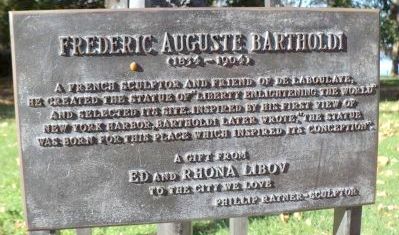 FREDERIC AUGUSTE BARTHOLDI
(1834-1904)
A FRENCH SCULPTOR AND FRIEND OF DE LABOULAYE,
HE CREATED THE STATUE OF "LIBERTY ENLIGHTENING THE WORLD"
AND SELECTED ITS SITE. INSPIRED BY HIS FIRST VIEW OF
NEW YORK HARBOR, BARTHOLDI LATER WROTE, "THE STATUE
WAS BORN FOR THIS PLACE WHICH INSPIRED ITS CONCEPTION".
A GIFT FROM
ED AND RHONA LIBOV
TO THE CITY WE LOVE
PHILLIP RATNER-SCULPTOR